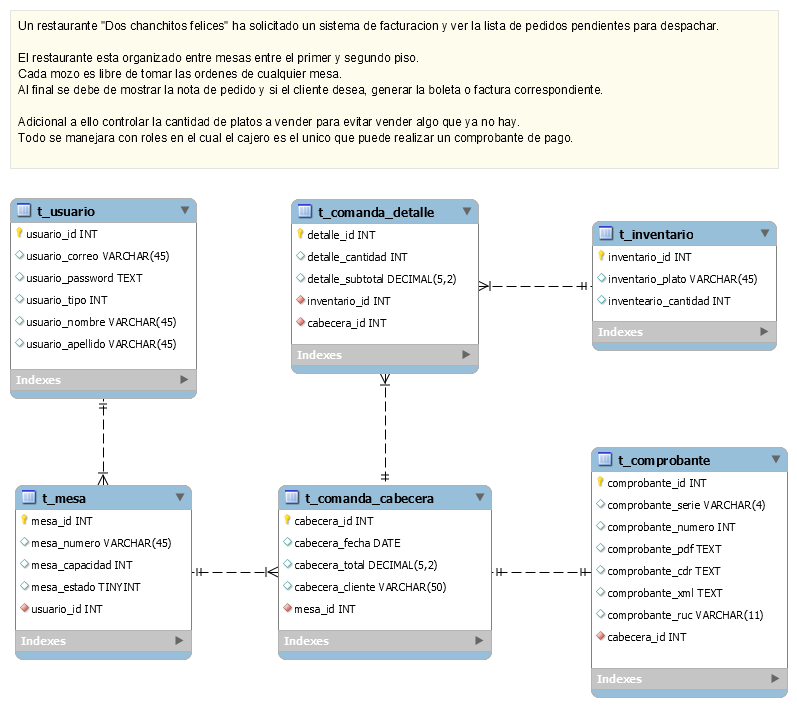 Un restaurante "Dos chanchitos felices" ha solicitado un sistema de facturacion y ver la lista de pedidos pendientes para despachar.
El restaurante esta organizado entre mesas entre el primer y segundo piso.
Cada mozo es libre de tomar las ordenes de cualquier mesa.
Al final se debe de mostrar la nota de pedido y si el cliente desea, generar la boleta o factura correspondiente.
Adicional a ello controlar la cantidad de platos a vender para evitar vender algo que ya no hay.
Todo se manejara con roles en el cual el cajero es el unico que puede realizar un comprobante de pago.
t_usuario
usuario_id INT
usuario_correo VARCHAR(45)
usuario_password TEXT
usuario_tipo INT
usuario_nombre VARCHAR(45)
usuario_apellido VARCHAR(45)
Indexes
t_comanda_detalle
detalle_id INT
detalle_cantidad INT
detalle_subtotal DECIMAL(5,2)
inventario_id INT
cabecera_id INT
Indexes
t_inventario
inventario_id INT
inventario_plato VARCHAR(45)
inventeario_cantidad INT
Indexes
t_mesa
mesa_id INT
mesa_numero VARCHAR(45)
mesa_capacidad INT
mesa_estado TINYINT
usuario_id INT
Indexes
t_comanda_cabecera
cabecera_id INT
cabecera_fecha DATE
cabecera_total DECIMAL(5,2)
cabecera_cliente VARCHAR(50)
mesa_id INT
Indexes
t_comprobante
comprobante_id INT
comprobante_serie VARCHAR(4)
comprobante_numero INT
comprobante_pdf TEXT
comprobante_cdr TEXT
comprobante_xml TEXT
comprobante_ruc VARCHAR(11)
cabecera_id INT
Indexes